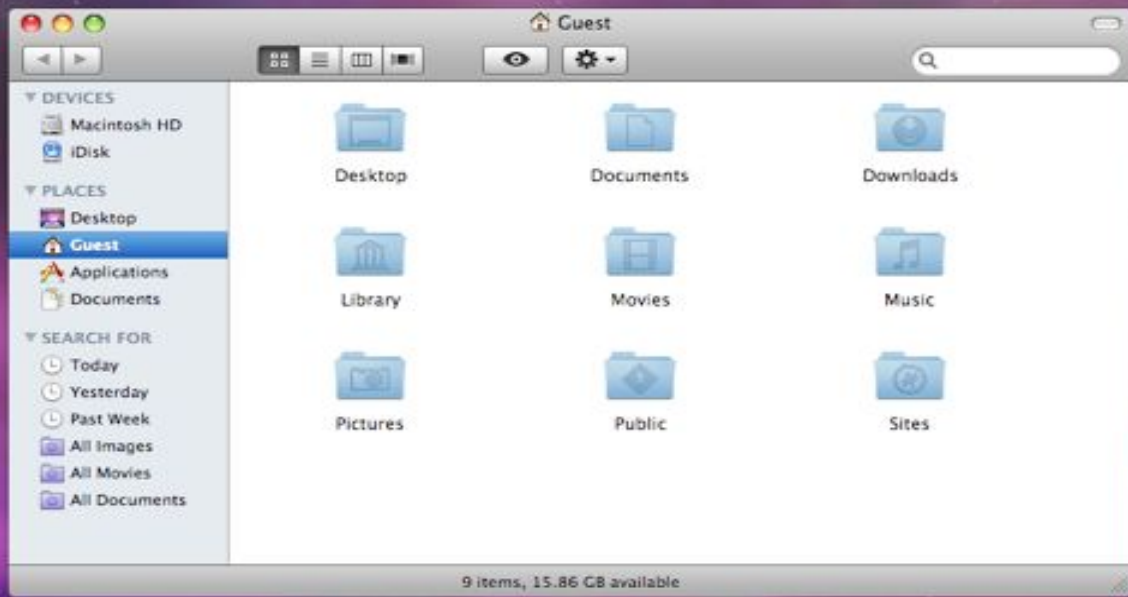 Guest
DEVICES
Macintosh HD
iDisk
PLACES
Desktop
Guest
Applications
Documents
SEARCH FOR
Today
Yesterday
Past Week
All Images
All Movies
All Documents
Desktop Documents Downloads
Library Movies Music
Pictures Public Sites
9 items, 15.86 GB available